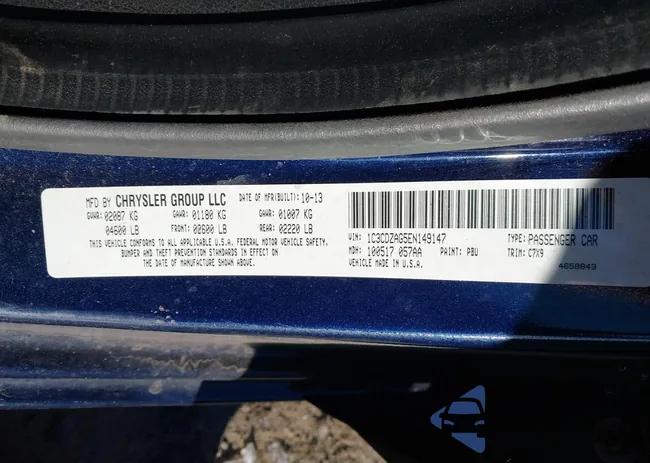 MFD BY CHRYSLER GROUP LLC DATE OF MFR(BUILT): 10-13
GVWR: 02087 KG GAWR: 01180 KG GAWR: 01007 KG
04600 LB FRONT: 02600 LB REAR: 02220 LB
THIS VEHICLE CONFORMS TO ALL APPLICABLE U.S.A. FEDERAL MOTOR VEHICLE SAFETY,
BUMPER AND THEFT PREVENTION STANDARDS IN EFFECT ON
THE DATE OF MANUFACTURE SHOWN ABOVE.
VIN: 1C3CDZAG5EN149147 TYPE: PASSENGER CAR
MDH: 100517 057AA PAINT: PBU TRIM: C7X9
VEHICLE MADE IN U.S.A. 4658849